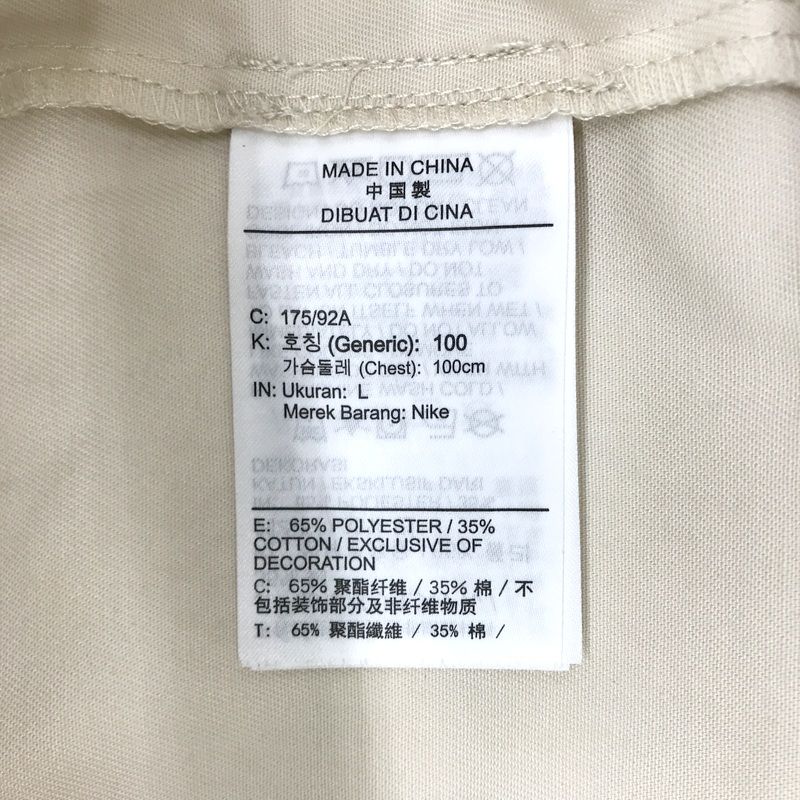 MADE IN CHINA
中国製
DIBUAT DI CINA
C: 175/92A
K: 호칭 (Generic): 100
가슴둘레 (Chest): 100cm
IN: Ukuran: L
Merek Barang: Nike
E: 65% POLYESTER / 35%
COTTON / EXCLUSIVE OF
DECORATION
C: 65% 聚酯纤维 / 35% 棉 / 不
包括装饰部分及非纤维物质
T: 65% 聚酯纖維 / 35% 棉 /